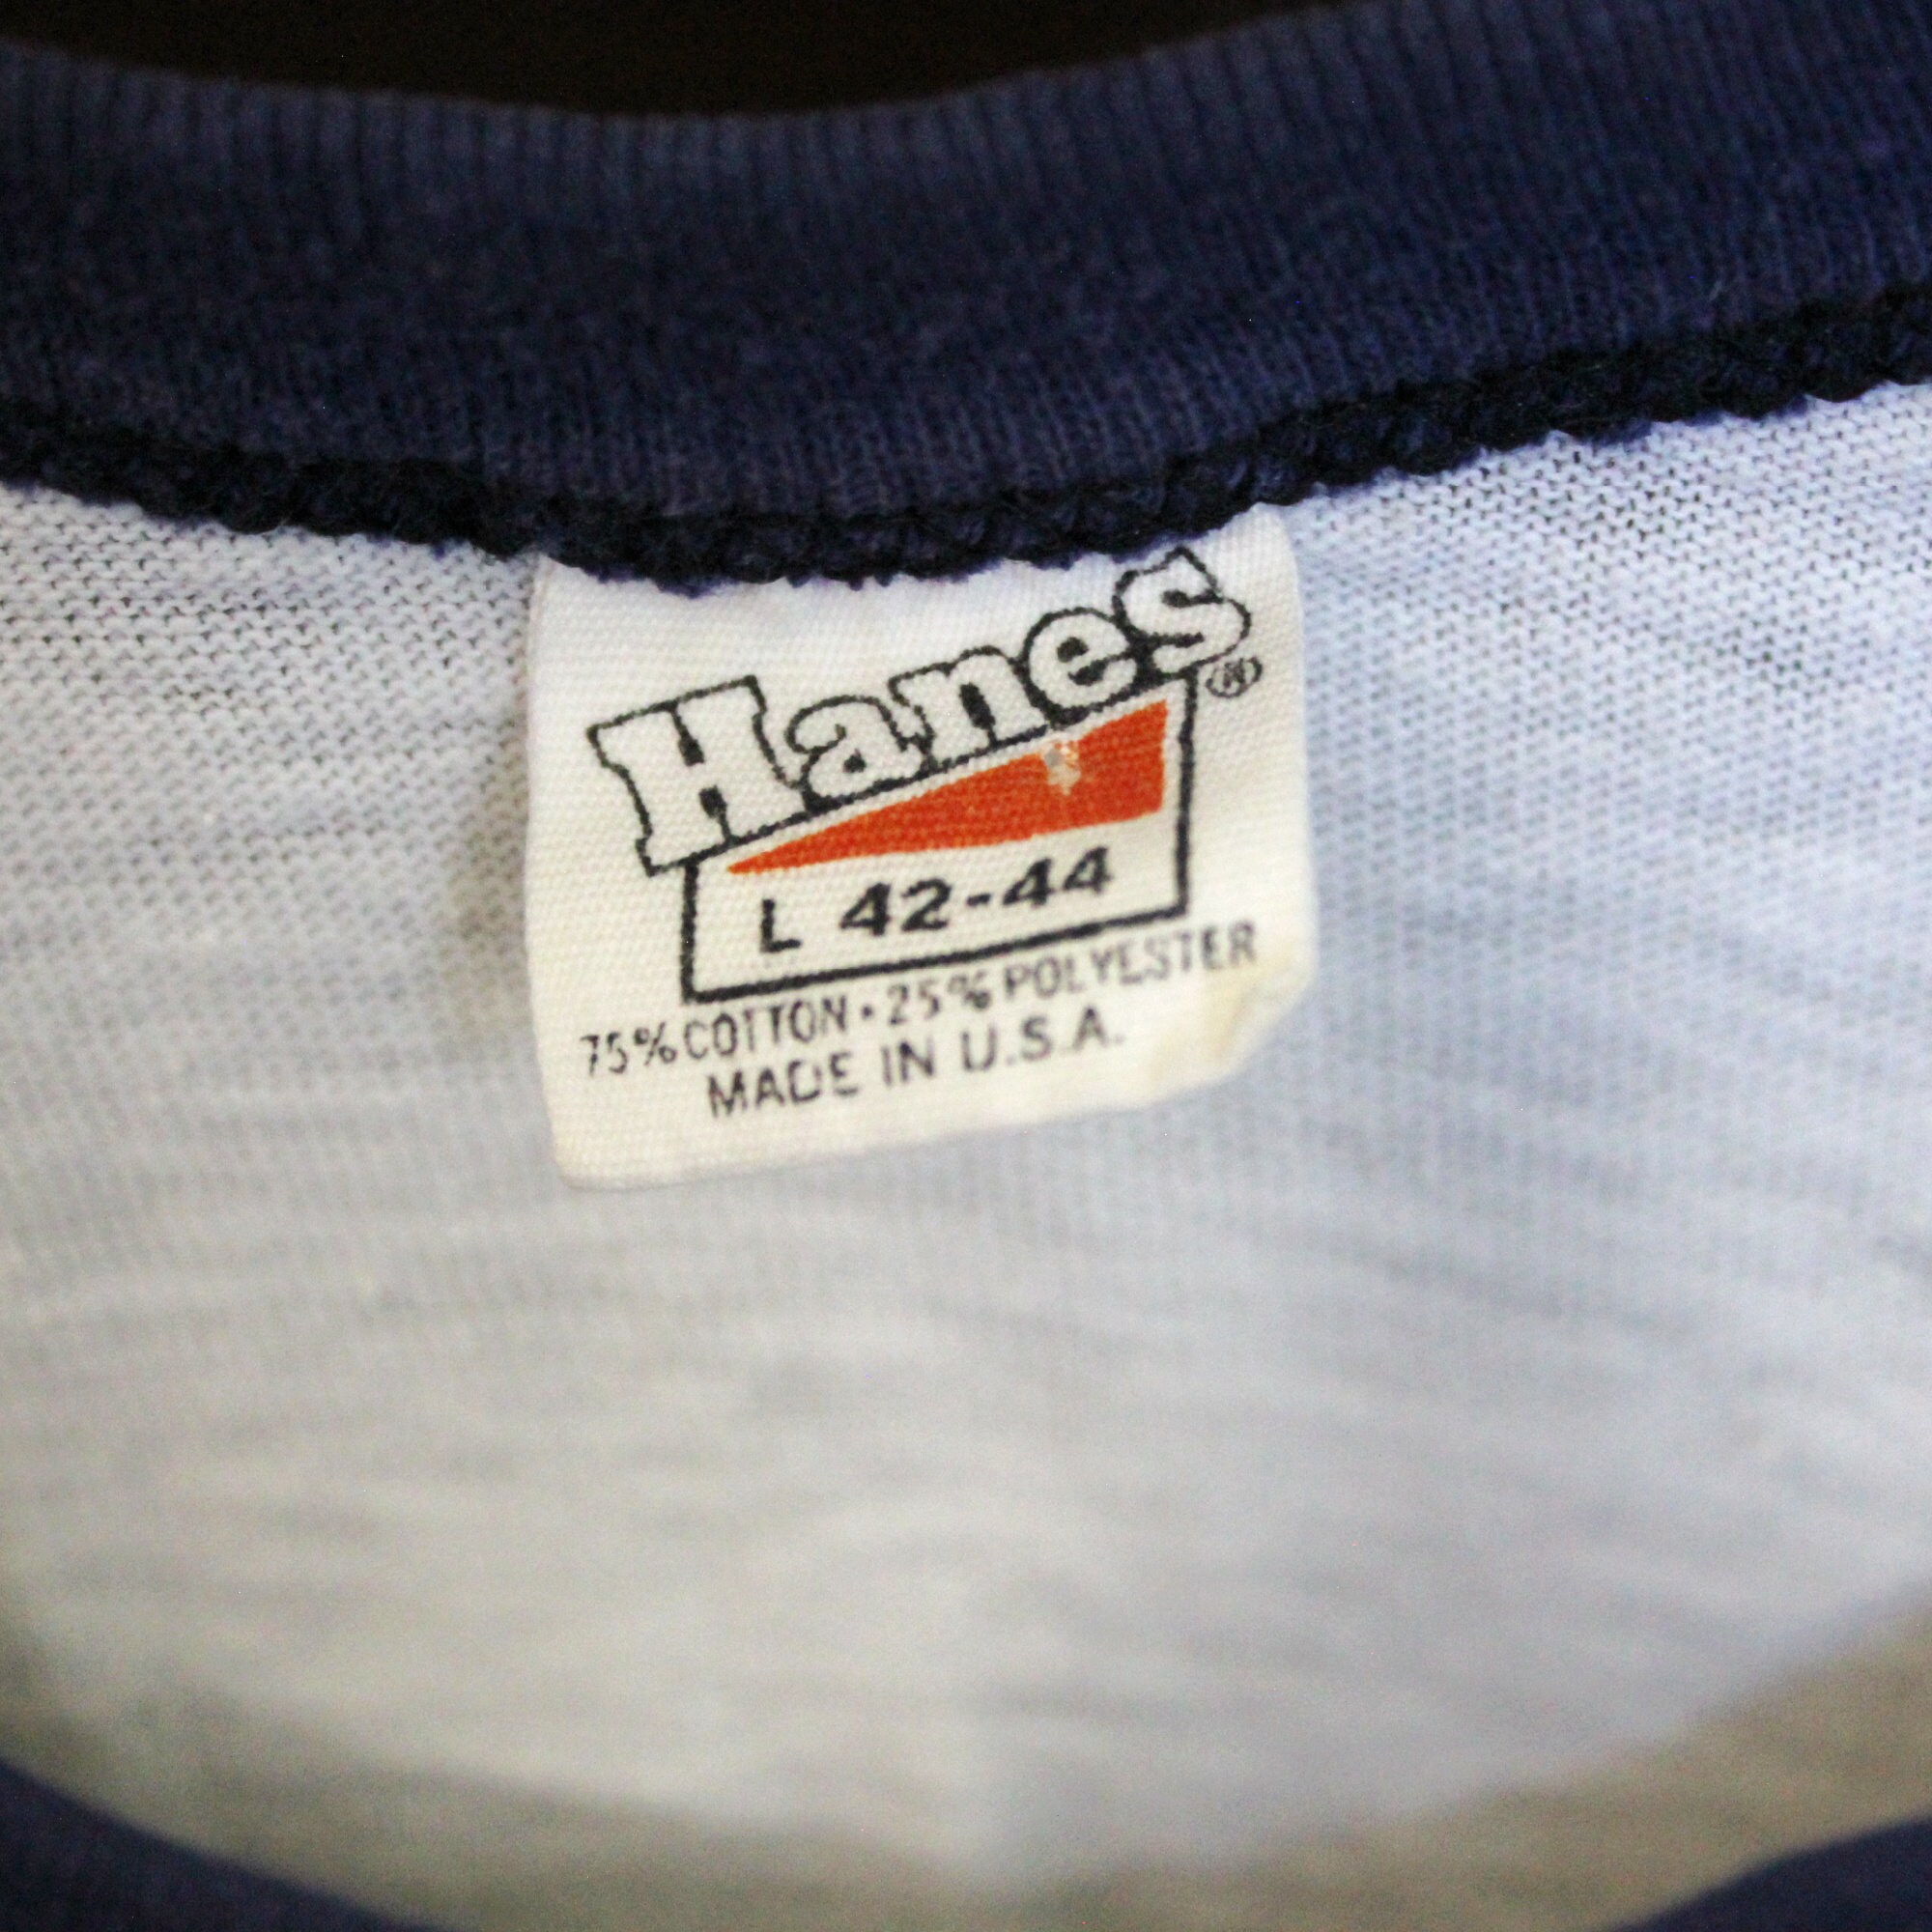 Hanes®
L 42-44
75% COTTON • 25% POLYESTER
MADE IN U.S.A.